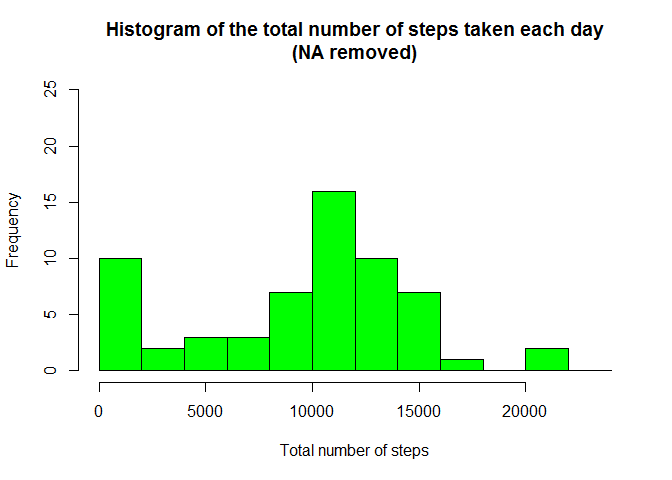 Histogram of the total number of steps taken each day
(NA removed)
25
20
15
10
5
0
Frequency
0 5000 10000 15000 20000
Total number of steps